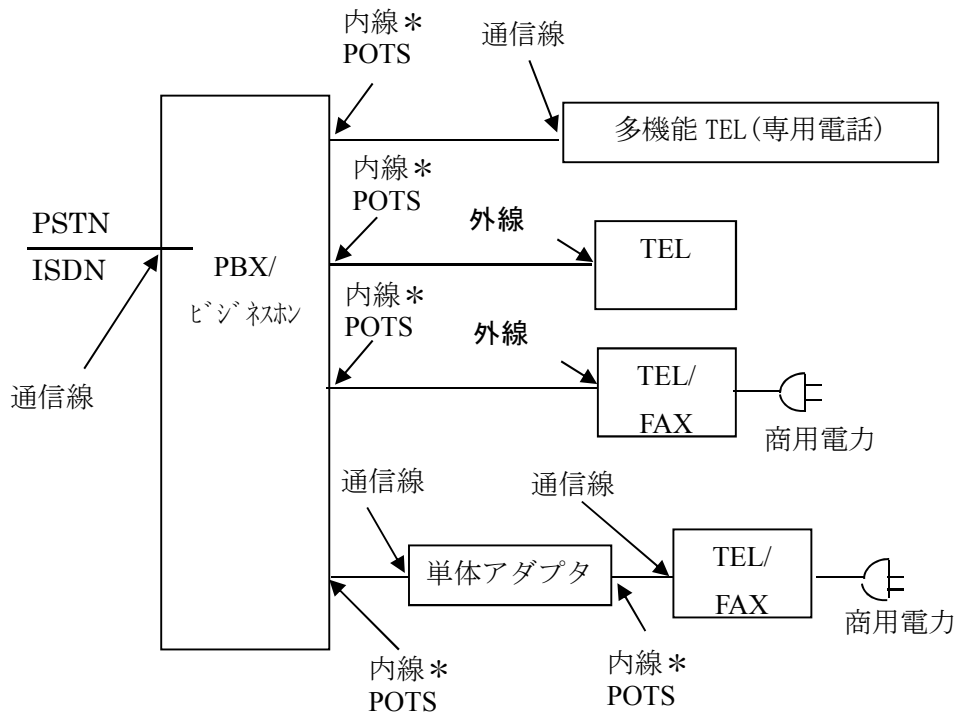 内線＊
POTS
通信線
多機能 TEL(専用電話)
内線＊
POTS
外線
TEL
PSTN
ISDN
PBX/
ﾋﾞｼﾞﾈｽﾎﾝ
内線＊
POTS
外線
TEL/
FAX
通信線
商用電力
通信線
通信線
単体アダプタ
TEL/
FAX
商用電力
内線＊
POTS
内線＊
POTS